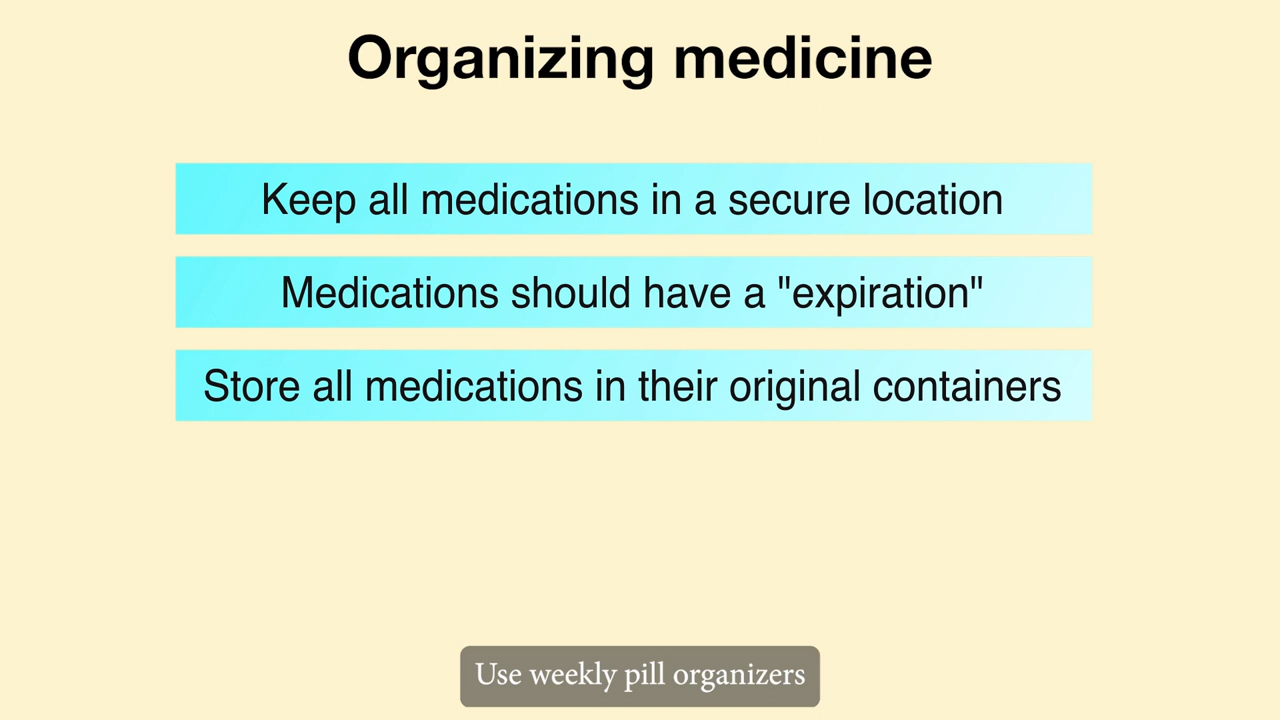 Organizing medicine
Keep all medications in a secure location
Medications should have a "expiration"
Store all medications in their original containers
Use weekly pill organizers